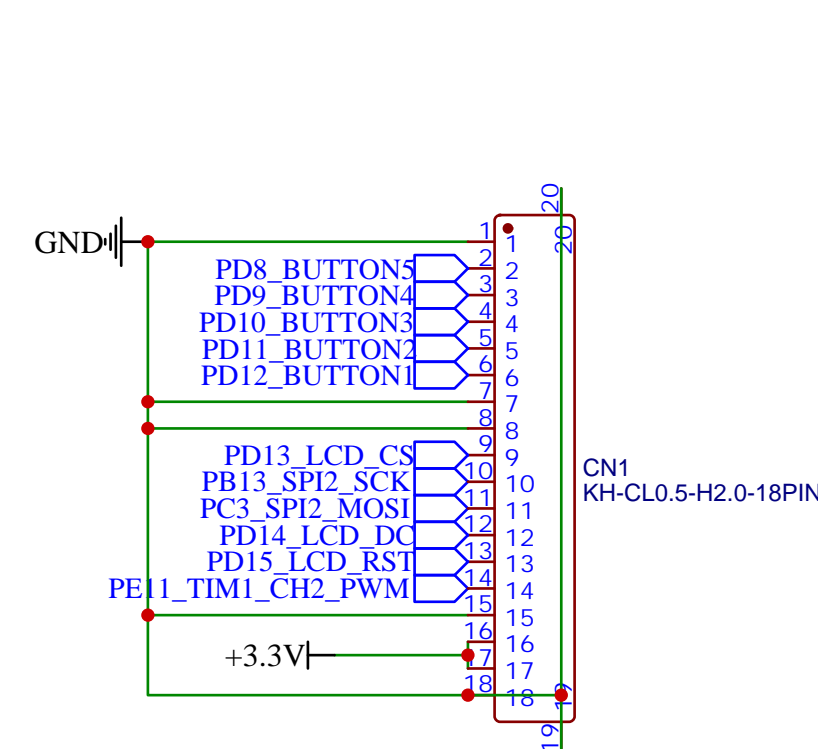 20
20
GND
1
1
PD8_BUTTON5
2
2
PD9_BUTTON4
3
3
PD10_BUTTON3
4
4
PD11_BUTTON2
5
5
PD12_BUTTON1
6
6
7
7
8
8
PD13_LCD_CS
9
9
PB13_SPI2_SCK
10
10
PC3_SPI2_MOSI
11
11
PD14_LCD_DC
12
12
PD15_LCD_RST
13
13
PE11_TIM1_CH2_PWM
14
14
15
15
16
16
+3.3V
17
17
18
18
19
19
CN1
KH-CL0.5-H2.0-18PIN